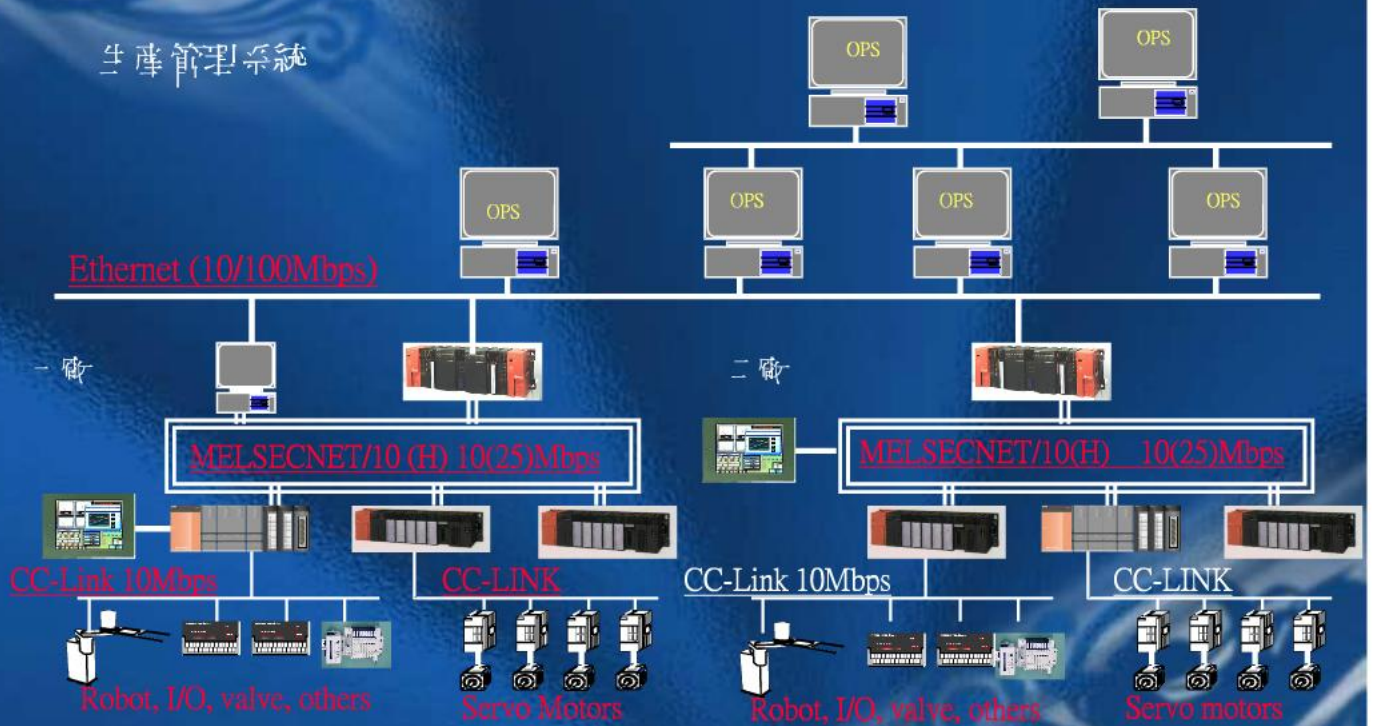 生產管理系統
OPS
OPS
OPS
OPS
OPS
OPS
Ethernet (10/100Mbps)
一廠
二廠
MELSECNET/10 (H) 10(25)Mbps
MELSECNET/10(H) 10(25)Mbps
CC-Link 10Mbps
CC-LINK
CC-Link 10Mbps
CC-LINK
Robot, I/O, valve, others
Servo Motors
Robot, I/O, valve, others
Servo motors